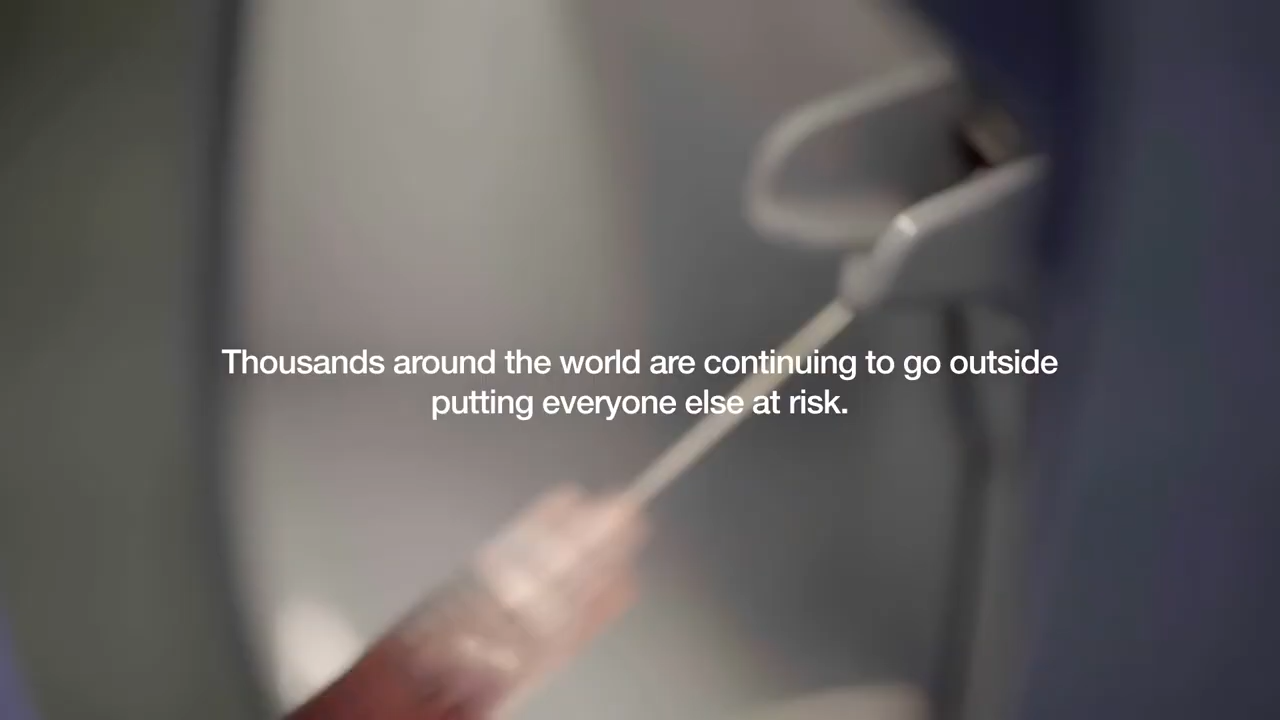 Thousands around the world are continuing to go outside
putting everyone else at risk.